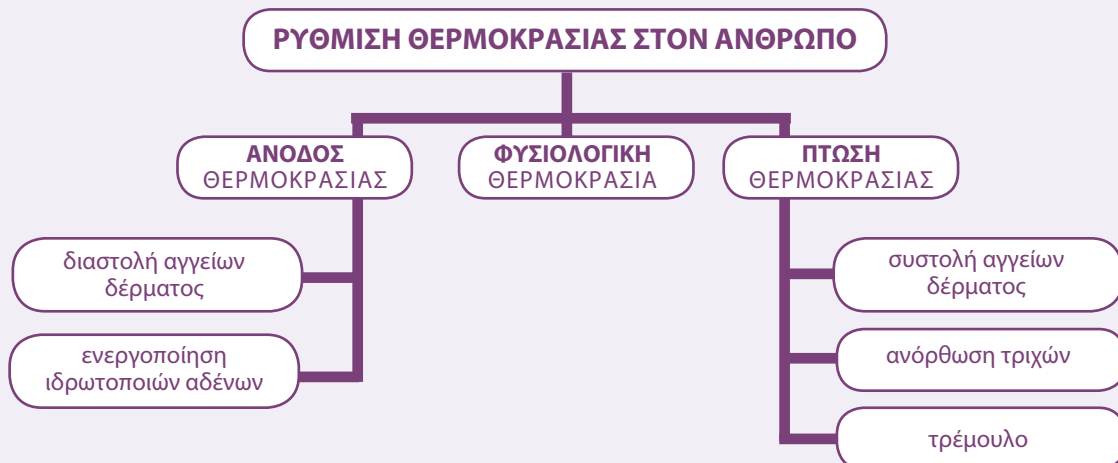 ΡΥΘΜΙΣΗ ΘΕΡΜΟΚΡΑΣΙΑΣ ΣΤΟΝ ΑΝΘΡΩΠΟ
ΑΝΟΔΟΣ
ΘΕΡΜΟΚΡΑΣΙΑΣ
ΦΥΣΙΟΛΟΓΙΚΗ
ΘΕΡΜΟΚΡΑΣΙΑ
ΠΤΩΣΗ
ΘΕΡΜΟΚΡΑΣΙΑΣ
διαστολή αγγείων
δέρματος
ενεργοποίηση
ιδρωτοποιών αδένων
συστολή αγγείων
δέρματος
ανόρθωση τριχών
τρέμουλο